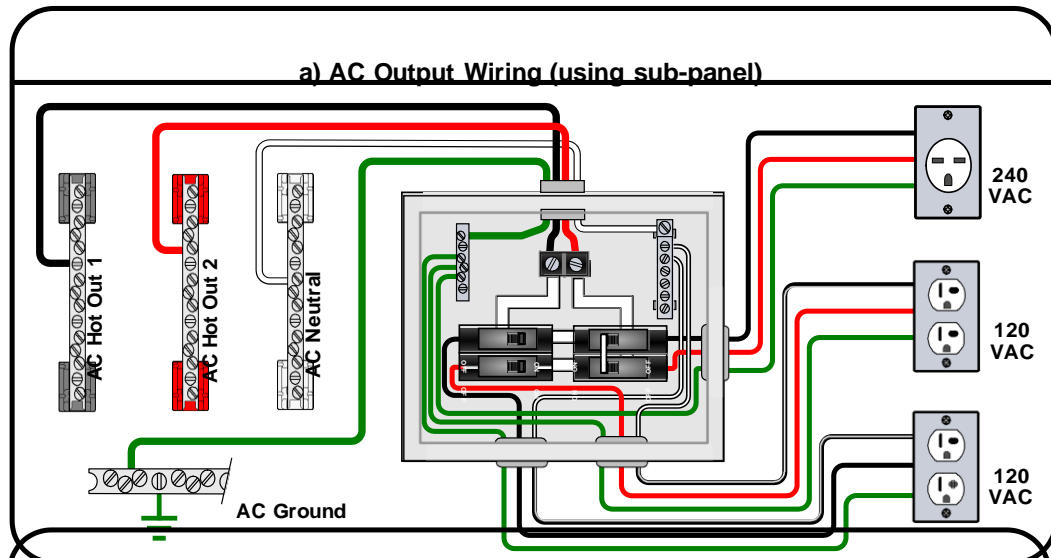 a) AC Output Wiring (using sub-panel)
AC Hot Out 1
AC Hot Out 2
AC Neutral
240
VAC
120
VAC
OFF
120
VAC
AC Ground